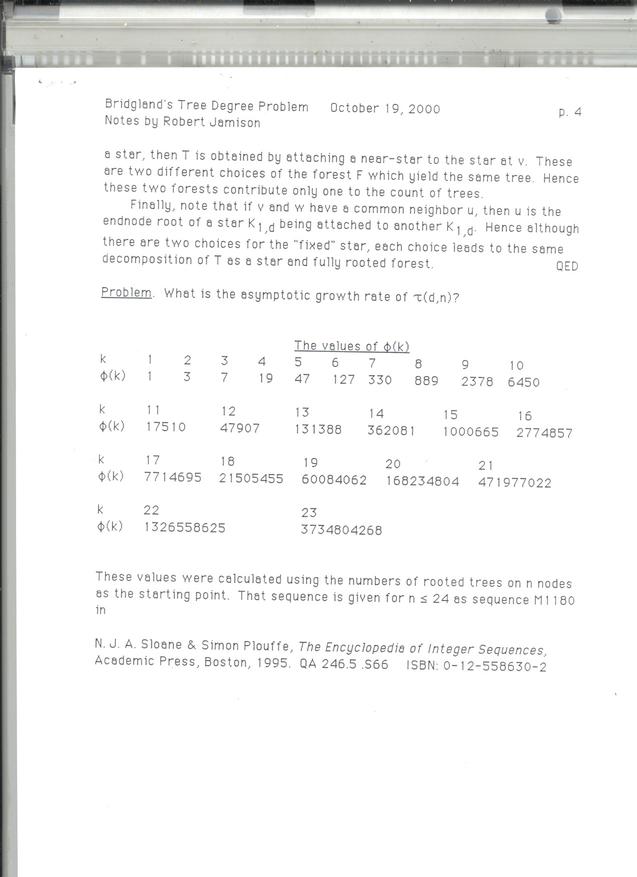 Bridgland's Tree Degree Problem October 19, 2000 p. 4
Notes by Robert Jamison
a star, then T is obtained by attaching a near-star to the star at v. These
are two different choices of the forest F which yield the same tree. Hence
these two forests contribute only one to the count of trees.
Finally, note that if v and w have a common neighbor u, then u is the
endnode root of a star K1,d being attached to another K1,d. Hence although
there are two choices for the "fixed" star, each choice leads to the same
decomposition of T as a star and fully rooted forest. QED
Problem. What is the asymptotic growth rate of τ(d,n)?
The values of φ(k)
k 1 2 3 4 5 6 7 8 9 10
φ(k) 1 3 7 19 47 127 330 889 2378 6450
k 11 12 13 14 15 16
φ(k) 17510 47907 131388 362081 1000665 2774857
k 17 18 19 20 21
φ(k) 7714695 21505455 60084062 168234804 471977022
k 22 23
φ(k) 1326558625 3734804268
These values were calculated using the numbers of rooted trees on n nodes
as the starting point. That sequence is given for n ≤ 24 as sequence M1180
in
N. J. A. Sloane & Simon Plouffe, The Encyclopedia of Integer Sequences,
Academic Press, Boston, 1995. QA 246.5 .S66 ISBN: 0-12-558630-2